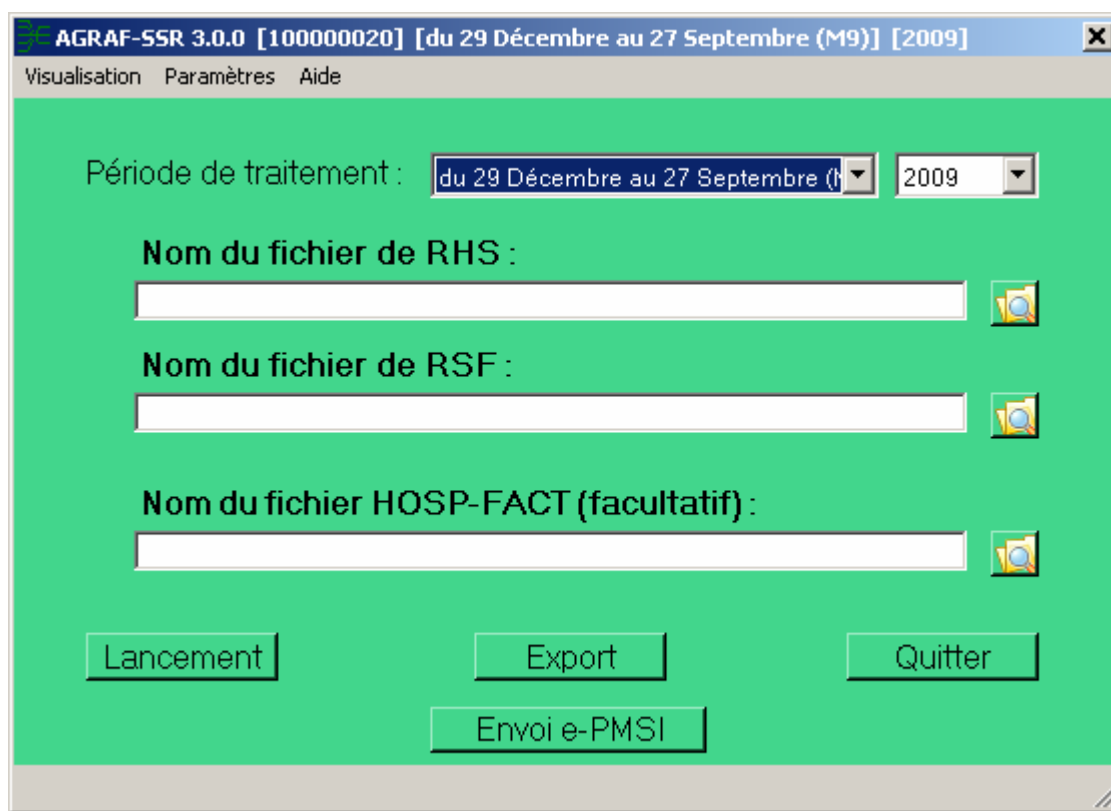 AGRAF-SSR 3.0.0 [100000020] [du 29 Décembre au 27 Septembre (M9)] [2009]
Visualisation Paramètres Aide
Période de traitement : du 29 Décembre au 27 Septembre ( 2009
Nom du fichier de RHS :
Nom du fichier de RSF :
Nom du fichier HOSP-FACT (facultatif) :
Lancement Export Quitter
Envoi e-PMSI